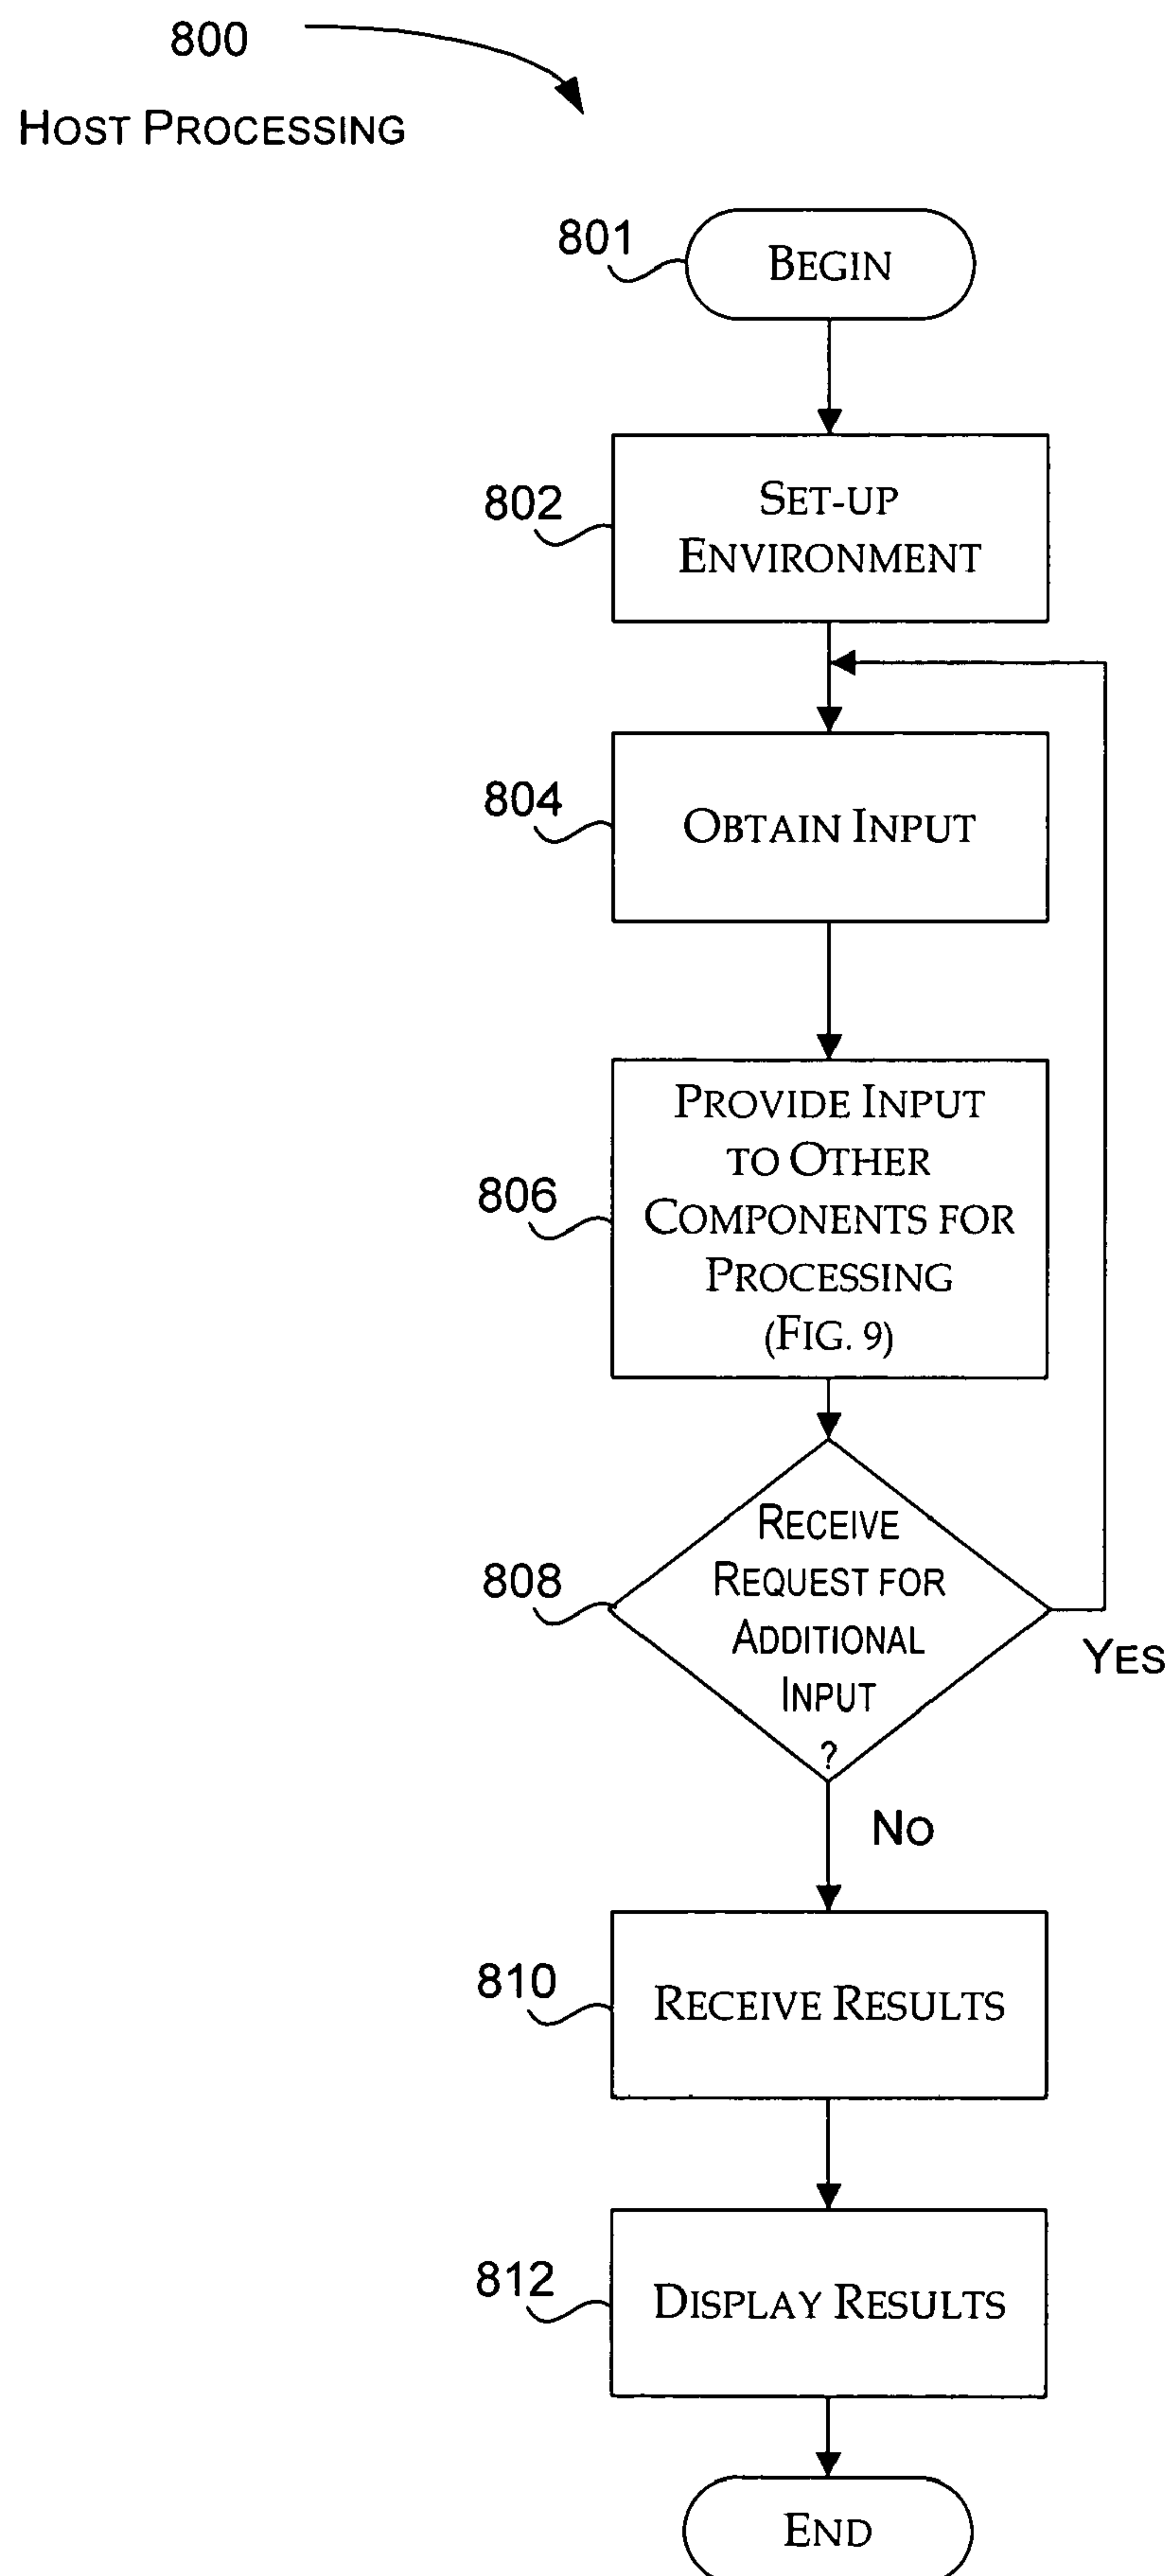 800
HOST PROCESSING
801
BEGIN
802
SET-UP
ENVIRONMENT
804
OBTAIN INPUT
806
PROVIDE INPUT
TO OTHER
COMPONENTS FOR
PROCESSING
(FIG. 9)
808
RECEIVE
REQUEST FOR
ADDITIONAL
INPUT
?
YES
NO
810
RECEIVE RESULTS
812
DISPLAY RESULTS
END